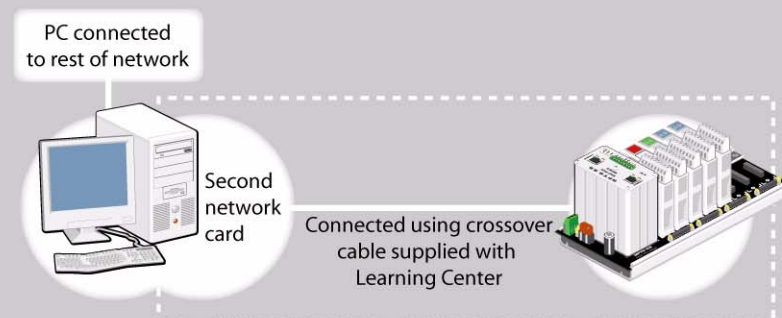 PC connected
to rest of network
Second
network
card
Connected using crossover
cable supplied with
Learning Center